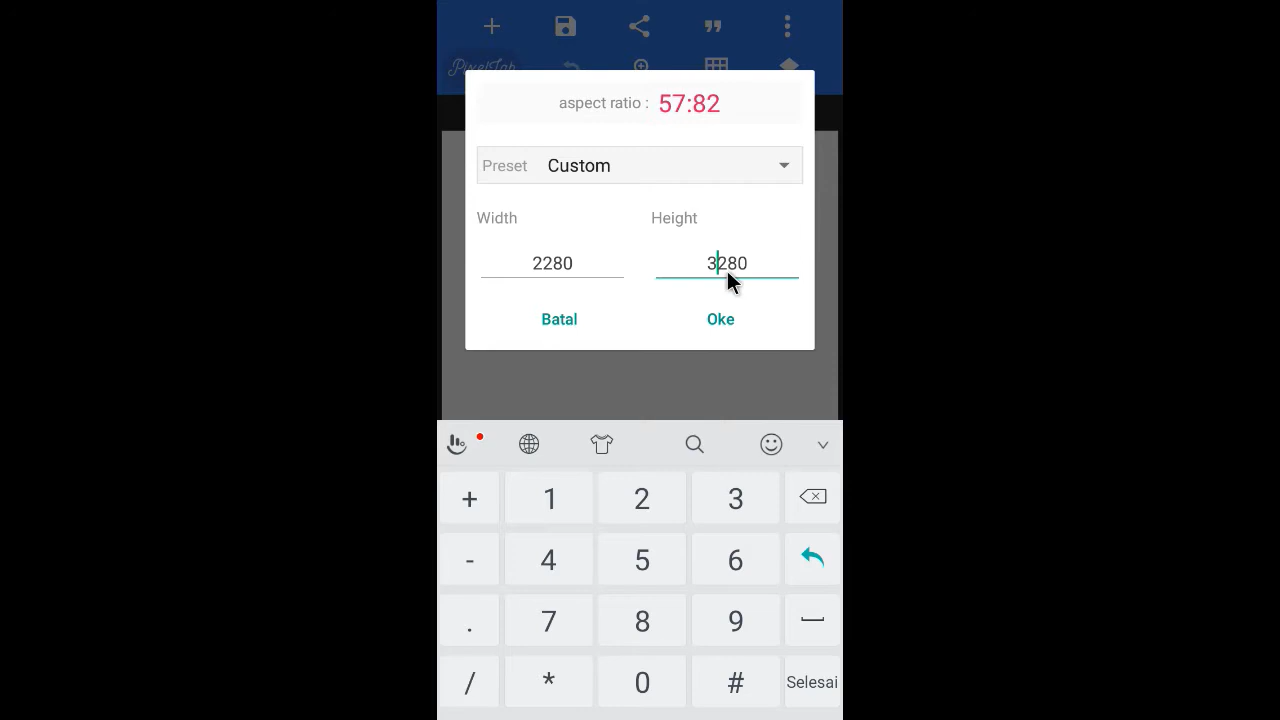 PixelLab
aspect ratio : 57:82
Preset Custom
Width Height
2280 3280
Batal Oke
+ 1 2 3
- 4 5 6
. 7 8 9
/ * 0 # Selesai